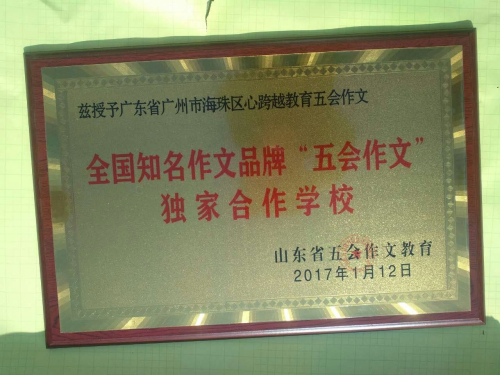 兹授予广东省广州市海珠区心跨越教育五会作文
全国知名作文品牌“五会作文”
独家合作学校
山东省五会作文教育
2017年1月12日